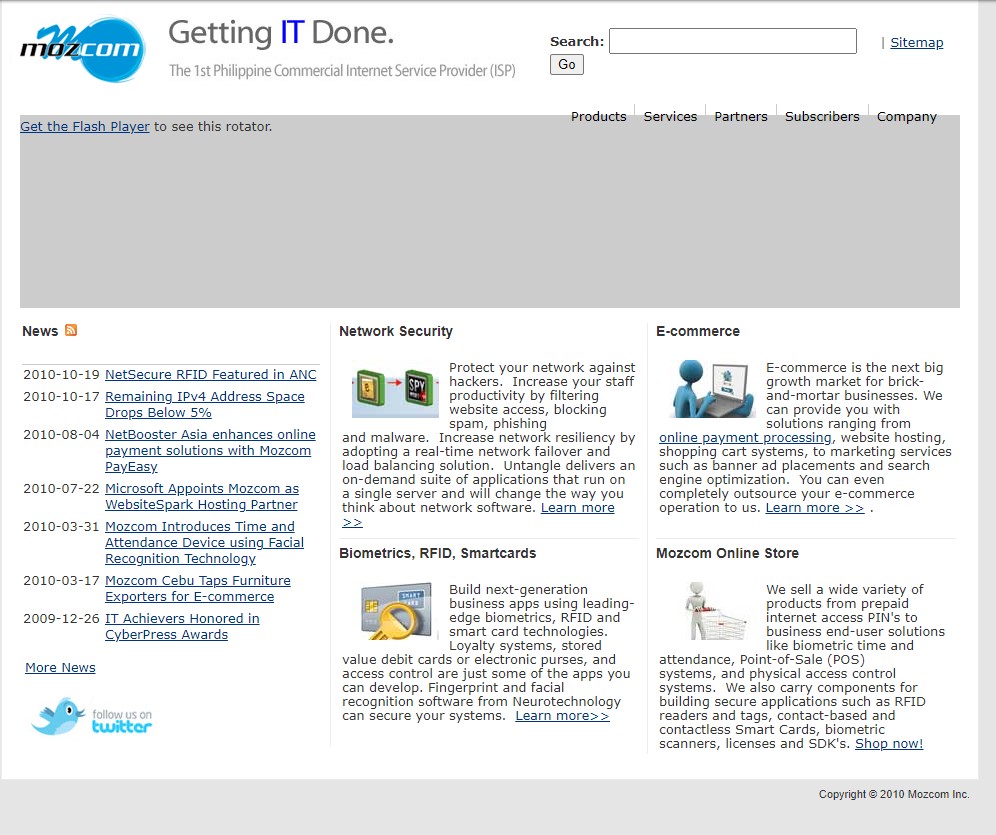 mozcom
Getting IT Done.
The 1st Philippine Commercial Internet Service Provider (ISP)
Search:
| Sitemap
Go
Products
Services
Partners
Subscribers
Company
Get the Flash Player to see this rotator.
News
2010-10-19 NetSecure RFID Featured in ANC
2010-10-17 Remaining IPv4 Address Space
Drops Below 5%
2010-08-04 NetBooster Asia enhances online
payment solutions with Mozcom
PayEasy
2010-07-22 Microsoft Appoints Mozcom as
WebsiteSpark Hosting Partner
2010-03-31 Mozcom Introduces Time and
Attendance Device using Facial
Recognition Technology
2010-03-17 Mozcom Cebu Taps Furniture
Exporters for E-commerce
2009-12-26 IT Achievers Honored in
CyberPress Awards
More News
follow us on
twitter
Network Security
SPY
Protect your network against
hackers.  Increase your staff
productivity by filtering
website access, blocking
spam, phishing
and malware.  Increase network resiliency by
adopting a real-time network failover and
load balancing solution.  Untangle delivers an
on-demand suite of applications that run on
a single server and will change the way you
think about network software. Learn more
>>
E-commerce
E-commerce is the next big
growth market for brick-
and-mortar businesses. We
can provide you with
solutions ranging from
online payment processing, website hosting,
shopping cart systems, to marketing services
such as banner ad placements and search
engine optimization.  You can even
completely outsource your e-commerce
operation to us. Learn more >> .
Biometrics, RFID, Smartcards
SMART
CARD
Build next-generation
business apps using leading-
edge biometrics, RFID and
smart card technologies.
Loyalty systems, stored
value debit cards or electronic purses, and
access control are just some of the apps you
can develop. Fingerprint and facial
recognition software from Neurotechnology
can secure your systems.  Learn more>>
Mozcom Online Store
We sell a wide variety of
products from prepaid
internet access PIN's to
business end-user solutions
like biometric time and
attendance, Point-of-Sale (POS)
systems, and physical access control
systems.  We also carry components for
building secure applications such as RFID
readers and tags, contact-based and
contactless Smart Cards, biometric
scanners, licenses and SDK's. Shop now!
Copyright © 2010 Mozcom Inc.